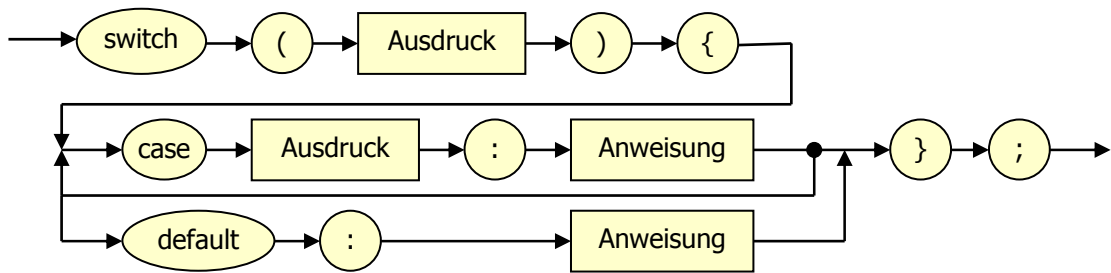 switch ( Ausdruck ) {
case Ausdruck : Anweisung } ;
default : Anweisung